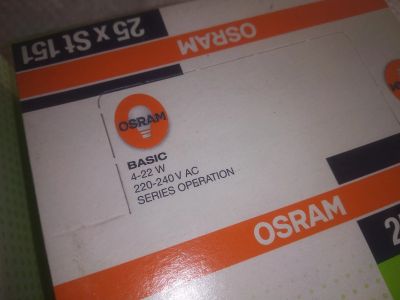 25 x St 151
OSRAM
OSRAM
BASIC
4-22 W
220-240 V AC
SERIES OPERATION
OSRAM